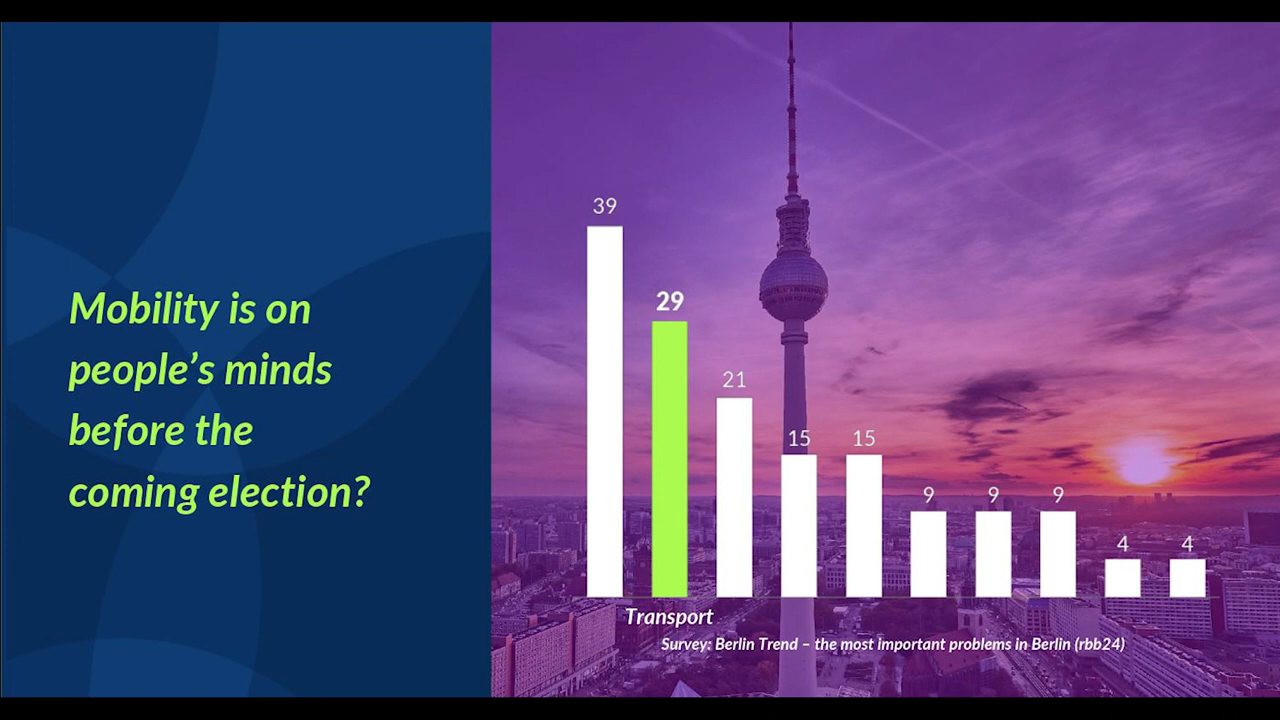 Mobility is on
people's minds
before the
coming election?
39
29
21
15
15
9
9
9
4
4
Transport
Survey: Berlin Trend – the most important problems in Berlin (rbb24)